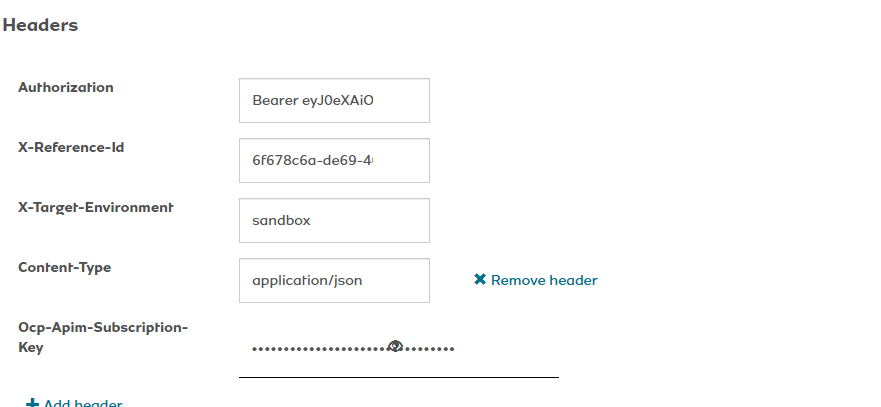 Headers
Authorization
Bearer eyJ0eXAiO
X-Reference-Id
6f678c6a-de69-4
X-Target-Environment
sandbox
Content-Type
application/json
Remove header
Ocp-Apim-Subscription-
Key
Add header